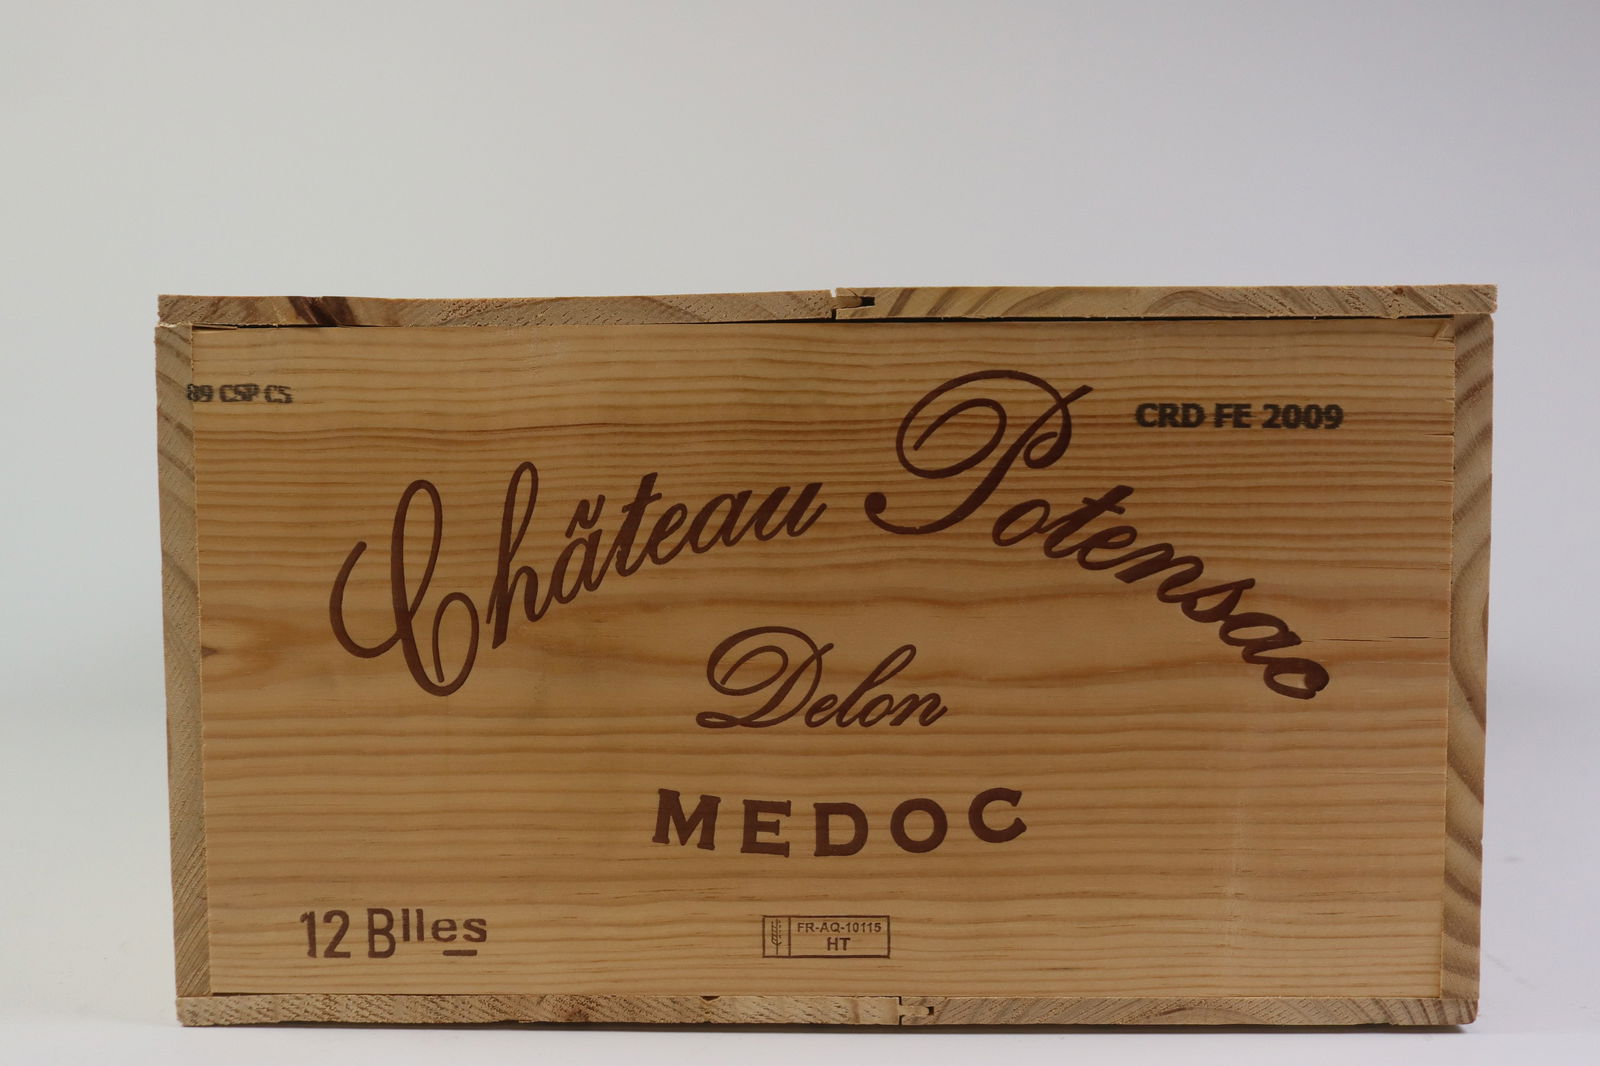 89 CSP CS
CRD FE 2009
Château Potensac
Delon
MEDOC
12 Blles
FR-AQ-10115
HT